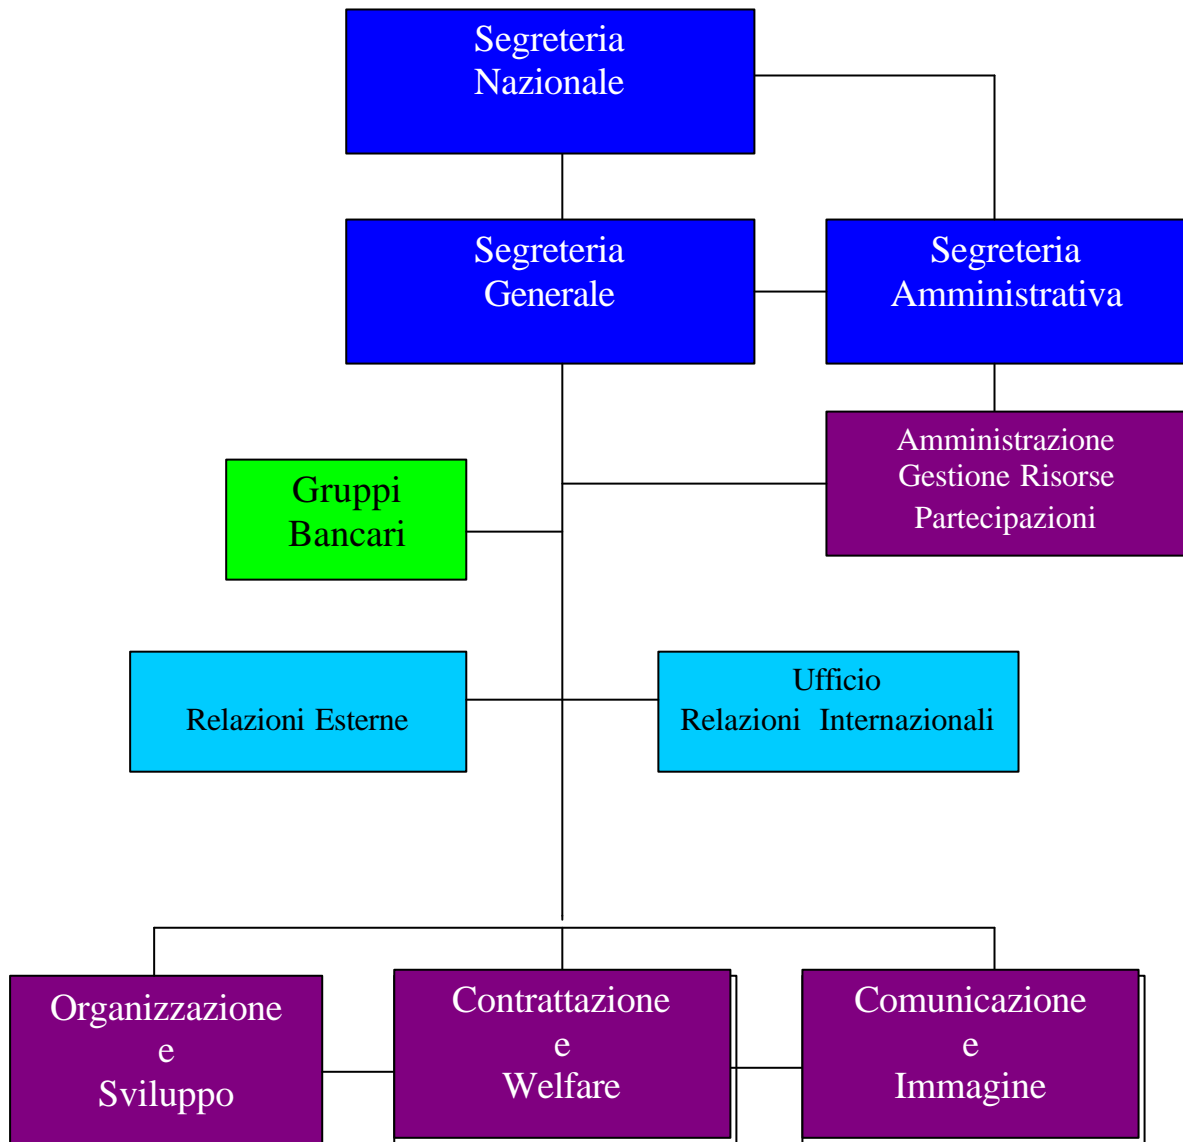 Segreteria
Nazionale
Segreteria
Generale
Segreteria
Amministrativa
Amministrazione
Gestione Risorse
Partecipazioni
Gruppi
Bancari
Relazioni Esterne
Ufficio
Relazioni Internazionali
Organizzazione
e
Sviluppo
Contrattazione
e
Welfare
Comunicazione
e
Immagine